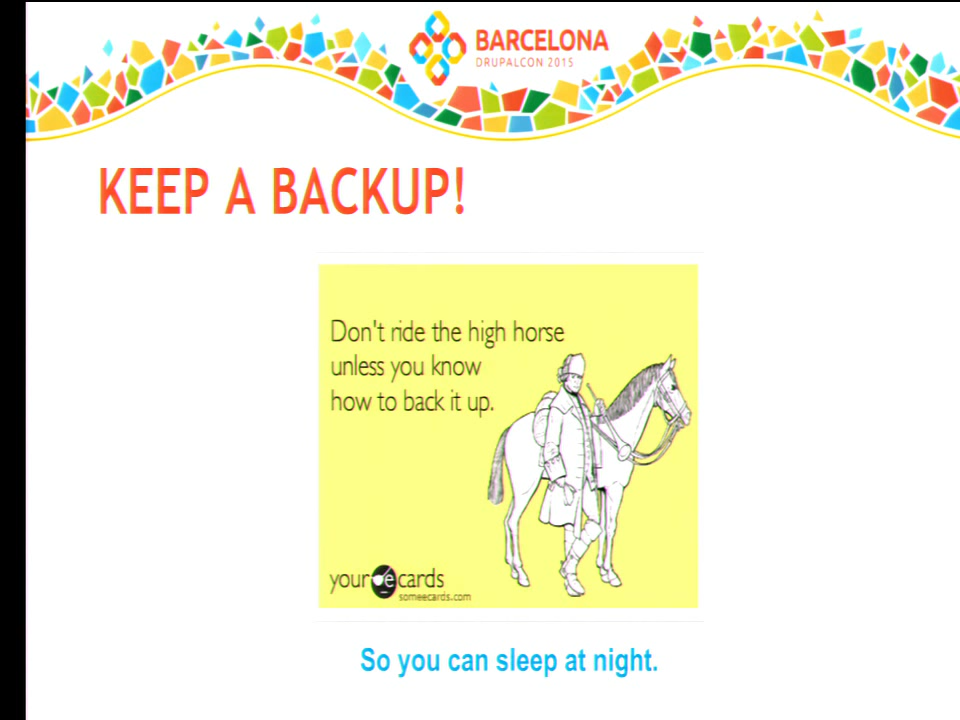 BARCELONA
DRUPALCON 2015
KEEP A BACKUP!
Don't ride the high horse
unless you know
how to back it up.
your e cards
someecards.com
So you can sleep at night.